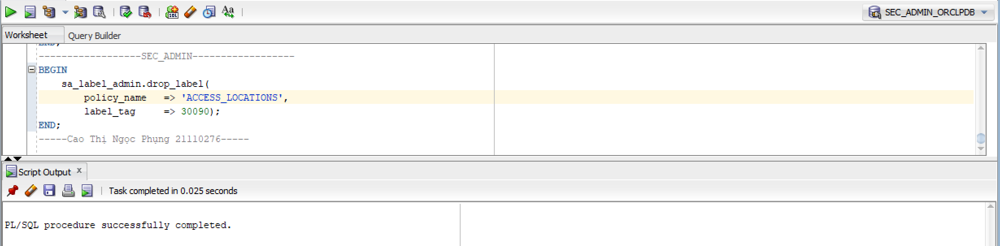 SEC_ADMIN_ORCLPDB
Worksheet
Query Builder
END;
------------------SEC_ADMIN------------------
BEGIN
sa_label_admin.drop_label(
policy_name => 'ACCESS_LOCATIONS',
label_tag => 30090);
END;
-----Cao Thị Ngọc Phụng 21110276-----
Script Output x
Task completed in 0.025 seconds
PL/SQL procedure successfully completed.